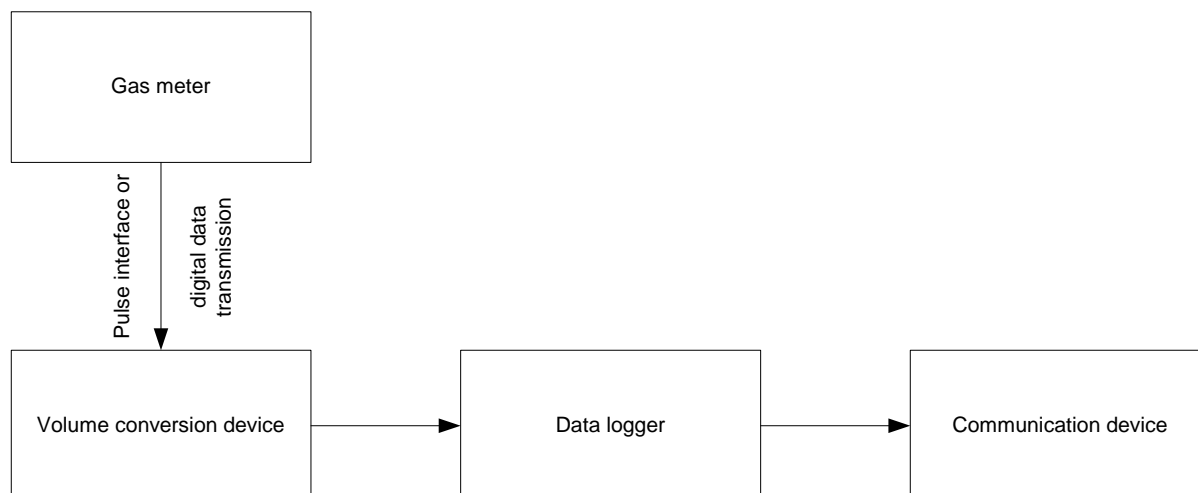 Gas meter
Pulse interface or
digital data
transmission
Volume conversion device
Data logger
Communication device